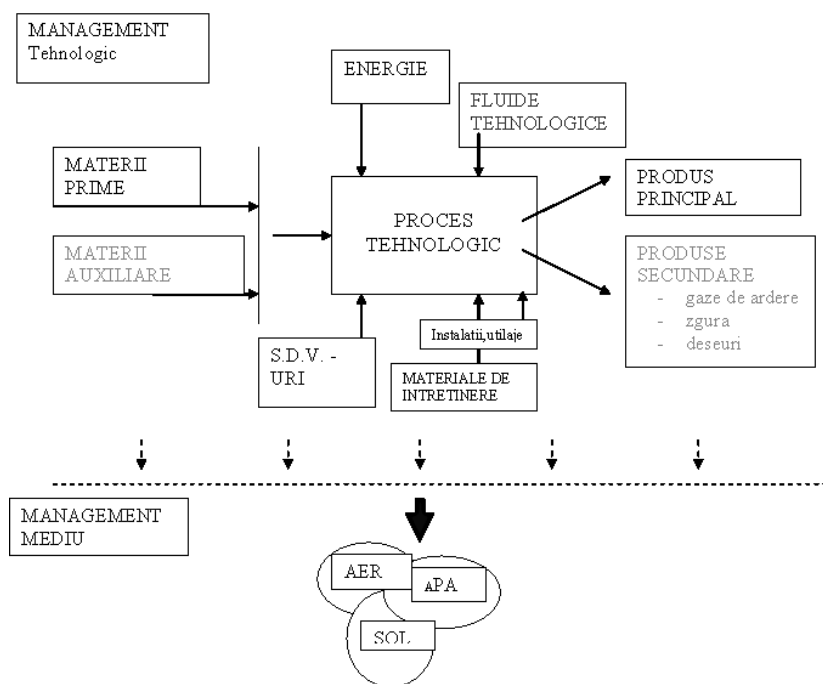 MANAGEMENT
Tehnologic
ENERGIE
FLUIDE
TEHNOLOGICE
MATERII
PRIME
PRODUS
PRINCIPAL
PROCES
TEHNOLOGIC
MATERII
AUXILIARE
PRODUSE
SECUNDARE
- gaze de ardere
- zgura
- deseuri
Instalatii,utilaje
S.D.V. -
URI
MATERIALE DE
INTRETINERE
MANAGEMENT
MEDIU
AER
APA
SOL